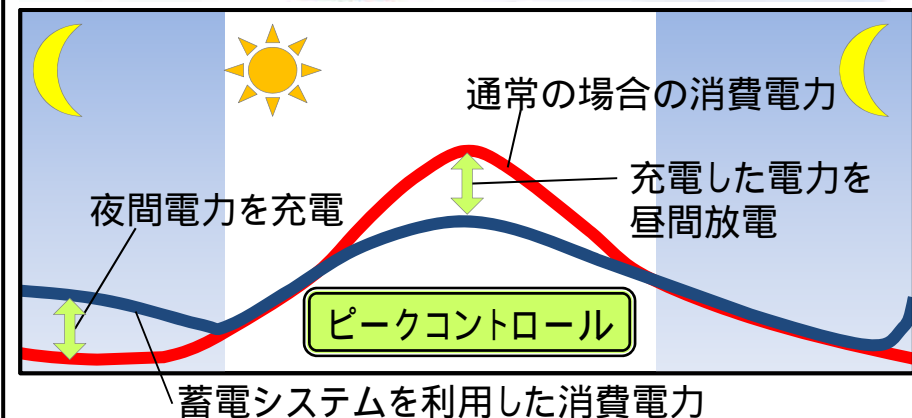 通常の場合の消費電力
充電した電力を
昼間放電
夜間電力を充電
ピークコントロール
蓄電システムを利用した消費電力